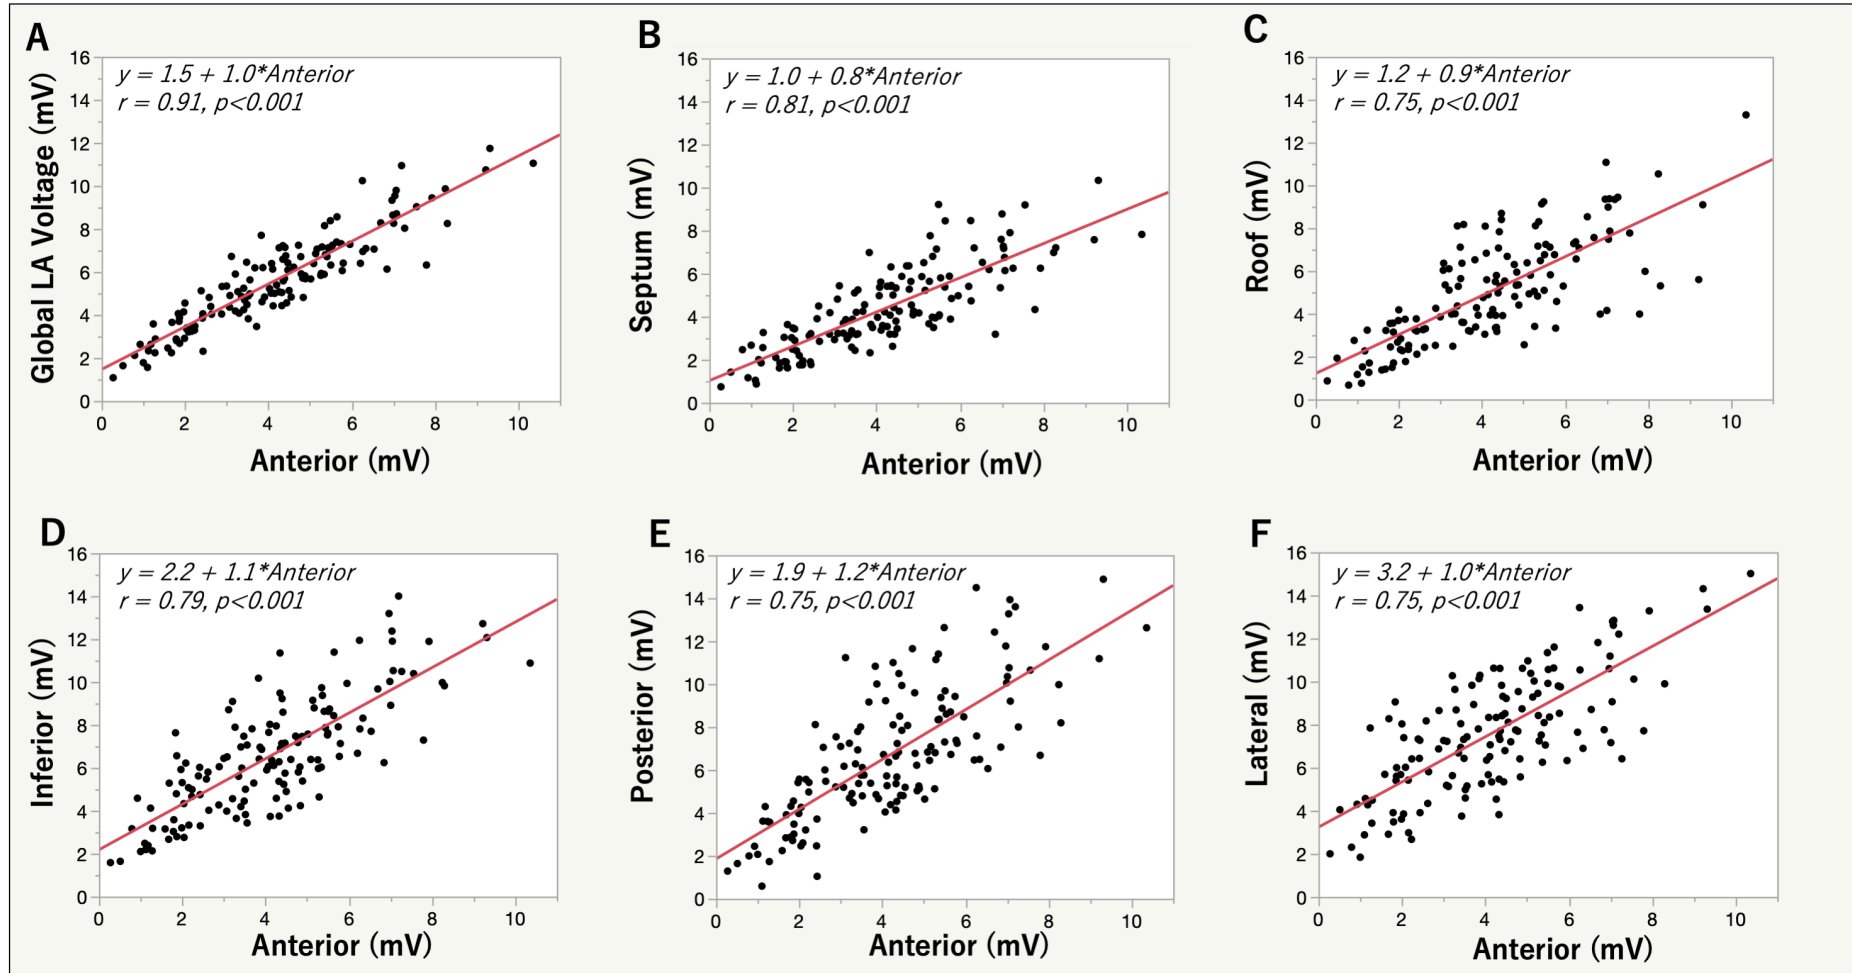 A
y = 1.5 + 1.0*Anterior
r = 0.91, p<0.001
Global LA Voltage (mV)
16
14
12
10
8
6
4
2
0
0 2 4 6 8 10
Anterior (mV)
B
y = 1.0 + 0.8*Anterior
r = 0.81, p<0.001
Septum (mV)
16
14
12
10
8
6
4
2
0
0 2 4 6 8 10
Anterior (mV)
C
y = 1.2 + 0.9*Anterior
r = 0.75, p<0.001
Roof (mV)
16
14
12
10
8
6
4
2
0
0 2 4 6 8 10
Anterior (mV)
D
y = 2.2 + 1.1*Anterior
r = 0.79, p<0.001
Inferior (mV)
16
14
12
10
8
6
4
2
0
0 2 4 6 8 10
Anterior (mV)
E
y = 1.9 + 1.2*Anterior
r = 0.75, p<0.001
Posterior (mV)
16
14
12
10
8
6
4
2
0
0 2 4 6 8 10
Anterior (mV)
F
y = 3.2 + 1.0*Anterior
r = 0.75, p<0.001
Lateral (mV)
16
14
12
10
8
6
4
2
0
0 2 4 6 8 10
Anterior (mV)